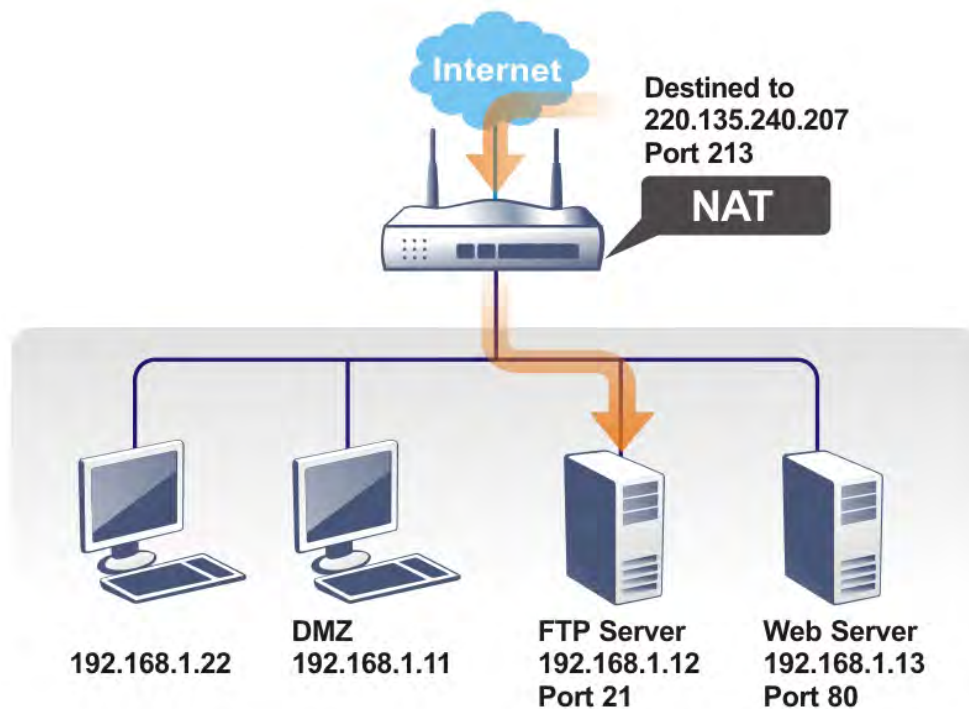 Internet
Destined to
220.135.240.207
Port 213
NAT
192.168.1.22
DMZ
192.168.1.11
FTP Server
192.168.1.12
Port 21
Web Server
192.168.1.13
Port 80